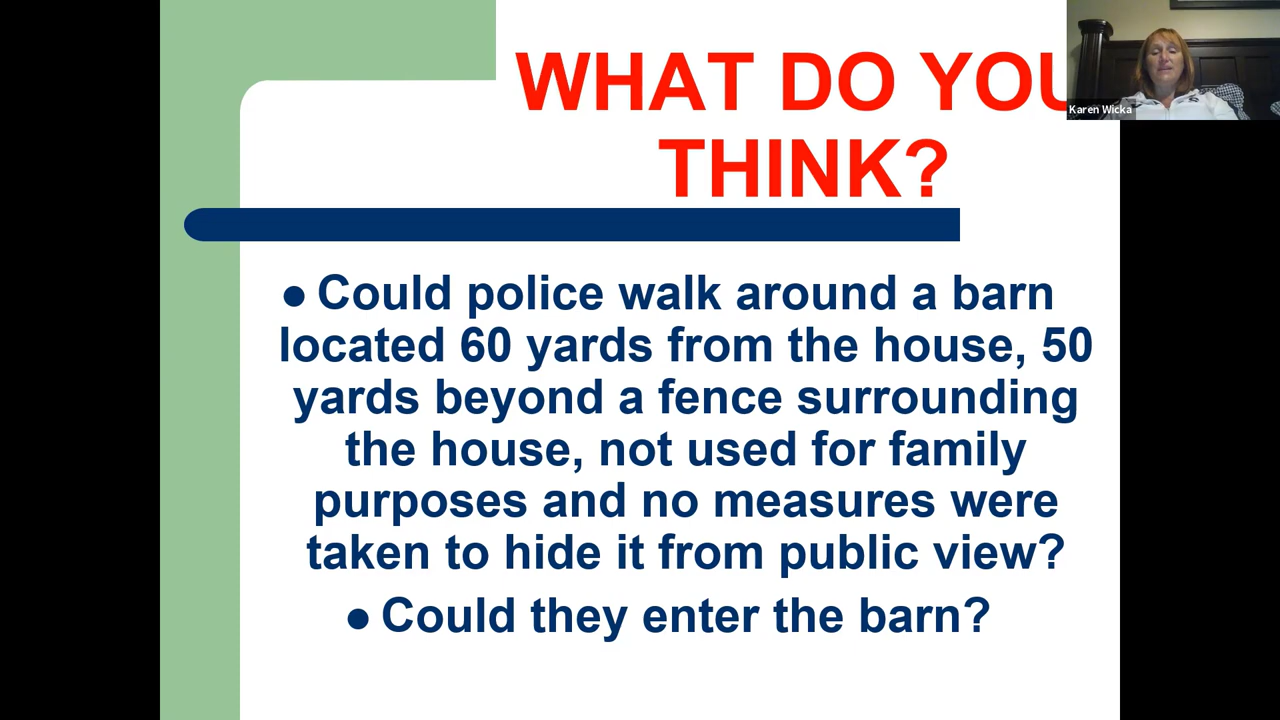 WHAT DO YOU
THINK?
Karen Wicka
● Could police walk around a barn
located 60 yards from the house, 50
yards beyond a fence surrounding
the house, not used for family
purposes and no measures were
taken to hide it from public view?
● Could they enter the barn?